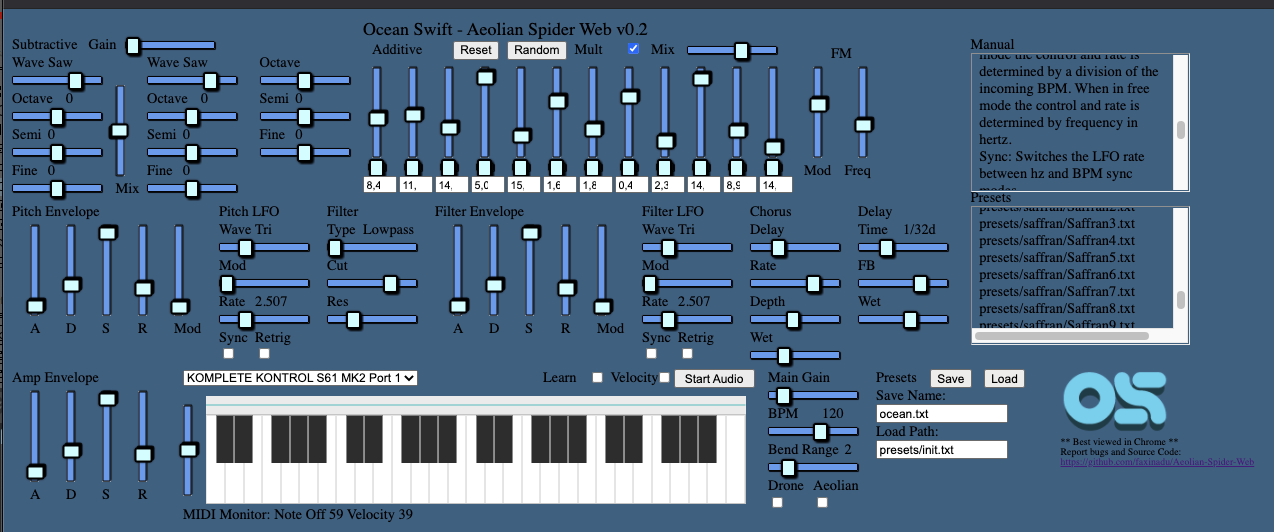 Ocean Swift - Aeolian Spider Web v0.2
Subtractive Gain
Additive Reset Random Mult Mix FM
Manual
Wave Saw Wave Saw Octave
Octave 0 Octave 0 Semi 0
Semi 0 Semi 0 Fine 0
Fine 0 Mix Fine 0
8,4 11, 14, 5,0 15, 1,6 1,8 0,4 2,3 14, 8,9 14,
Mod Freq
mode the control and rate is
determined by a division of the
incoming BPM. When in free
mode the control and rate is
determined by frequency in
hertz.
Sync: Switches the LFO rate
between hz and BPM sync
modes.
Presets
presets/saffran/Saffran2.txt
presets/saffran/Saffran3.txt
presets/saffran/Saffran4.txt
presets/saffran/Saffran5.txt
presets/saffran/Saffran6.txt
presets/saffran/Saffran7.txt
presets/saffran/Saffran8.txt
presets/saffran/Saffran9.txt
Pitch Envelope
A D S R Mod
Pitch LFO
Wave Tri
Mod
Rate 2.507
Sync Retrig
Filter
Type Lowpass
Cut
Res
Filter Envelope
A D S R Mod
Filter LFO
Wave Tri
Mod
Rate 2.507
Sync Retrig
Chorus
Delay
Rate
Depth
Wet
Delay
Time 1/32d
FB
Wet
Amp Envelope
A D S R
KOMPLETE KONTROL S61 MK2 Port 1
Learn Velocity Start Audio
MIDI Monitor: Note Off 59 Velocity 39
Main Gain
BPM 120
Bend Range 2
Drone Aeolian
Presets Save Load
Save Name:
ocean.txt
Load Path:
presets/init.txt
OS
** Best viewed in Chrome **
Report bugs and Source Code:
https://github.com/faxinadu/Aeolian-Spider-Web